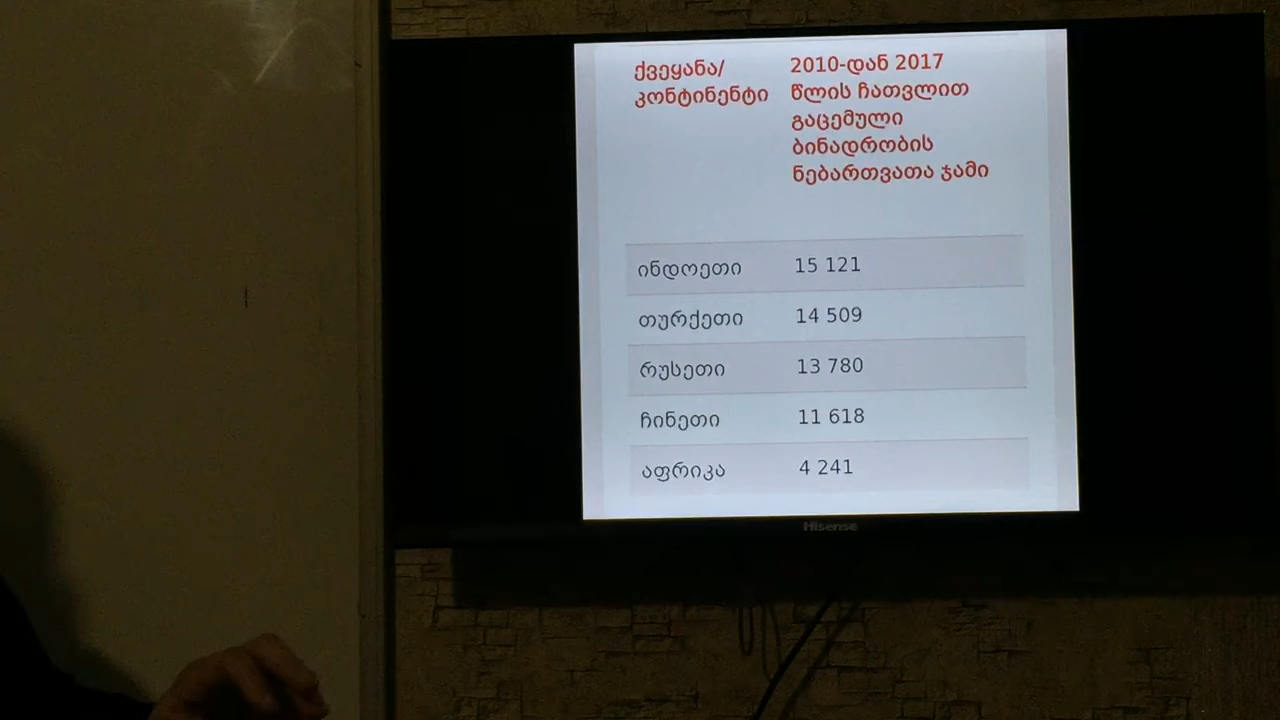 ქვეყანა/
კონტინენტი
2010-დან 2017
წლის ჩათვლით
გაცემული
ბინადრობის
ნებართვათა ჯამი
ინდოეთი 15 121
თურქეთი 14 509
რუსეთი 13 780
ჩინეთი 11 618
აფრიკა 4 241
Hisense